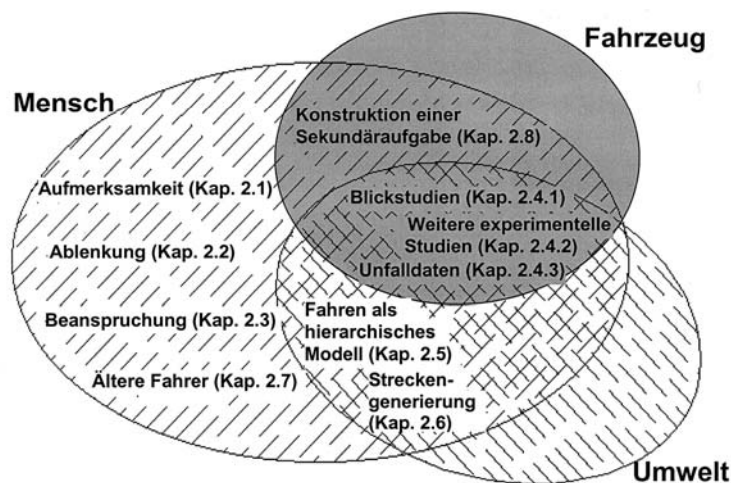 Fahrzeug
Mensch
Konstruktion einer
Sekundäraufgabe (Kap. 2.8)
Aufmerksamkeit (Kap. 2.1)
Blickstudien (Kap. 2.4.1)
Weitere experimentelle
Studien (Kap. 2.4.2)
Ablenkung (Kap. 2.2)
Unfalldaten (Kap. 2.4.3)
Beanspruchung (Kap. 2.3)
Fahren als
hierarchisches
Modell (Kap. 2.5)
Ältere Fahrer (Kap. 2.7)
Strecken-
generierung
(Kap. 2.6)
Umwelt